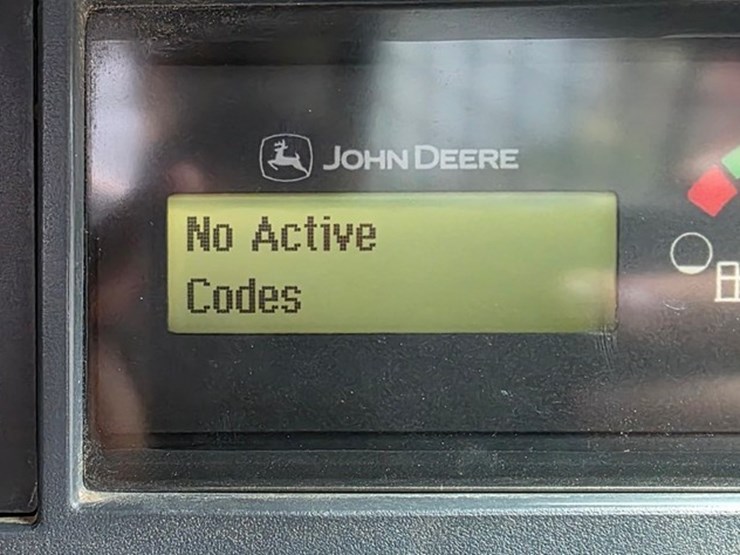 JOHN DEERE
No Active
Codes